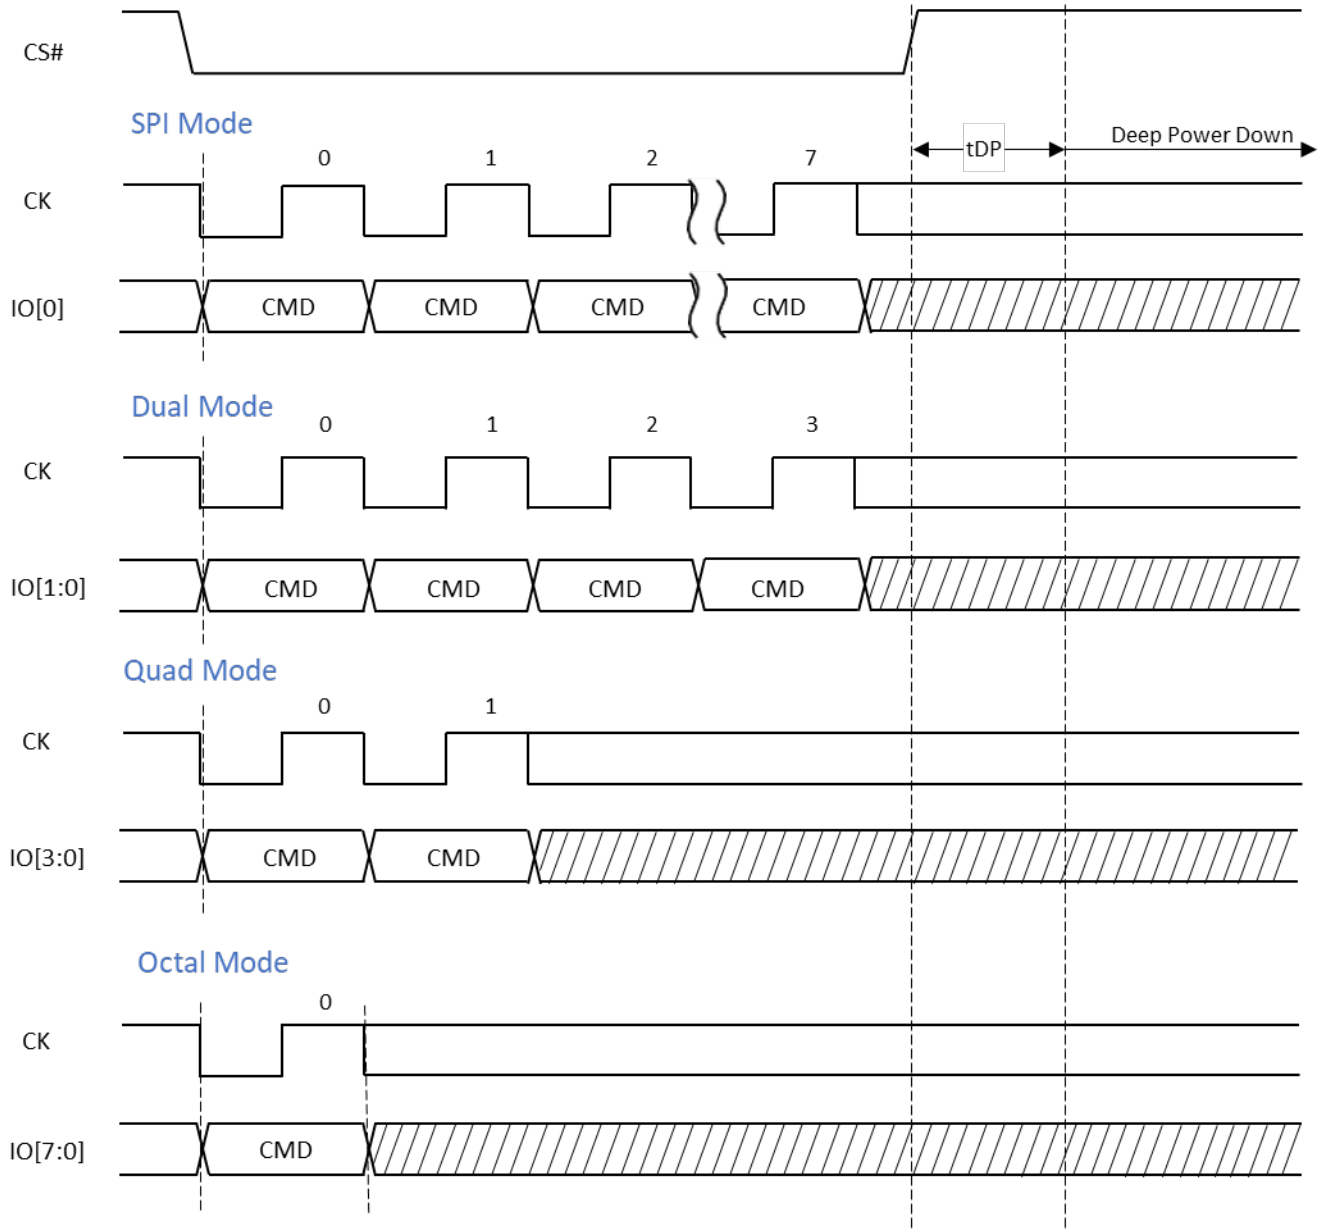 CS#
SPI Mode
tDP
Deep Power Down
0 1 2 7
CK
IO[0] CMD CMD CMD CMD
Dual Mode
0 1 2 3
CK
IO[1:0] CMD CMD CMD CMD
Quad Mode
0 1
CK
IO[3:0] CMD CMD
Octal Mode
0
CK
IO[7:0] CMD